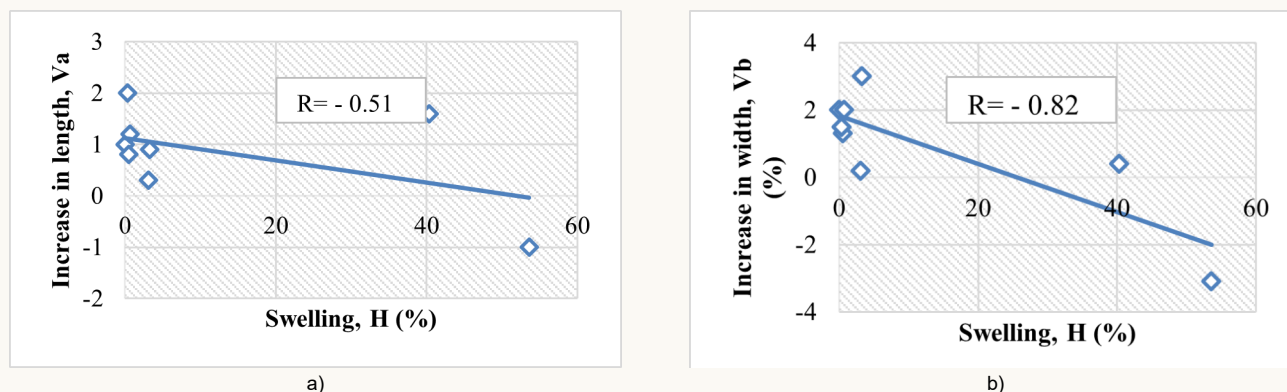 3
2
1
0
-1
-2
0
20
40
60
R= - 0.51
Increase in length, Va
Swelling, H (%)
a)
4
2
0
-2
-4
0
20
40
60
R= - 0.82
Increase in width, Vb
(%)
Swelling, H (%)
b)